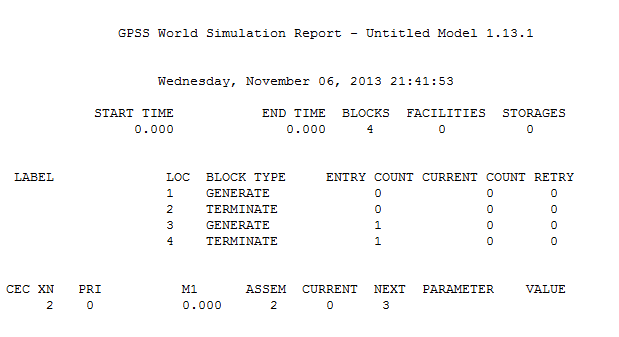 GPSS World Simulation Report - Untitled Model 1.13.1
Wednesday, November 06, 2013 21:41:53
START TIME END TIME BLOCKS FACILITIES STORAGES
0.000 0.000 4 0 0
LABEL LOC BLOCK TYPE ENTRY COUNT CURRENT COUNT RETRY
1 GENERATE 0 0 0
2 TERMINATE 0 0 0
3 GENERATE 1 0 0
4 TERMINATE 1 0 0
CEC XN PRI M1 ASSEM CURRENT NEXT PARAMETER VALUE
2 0 0.000 2 0 3